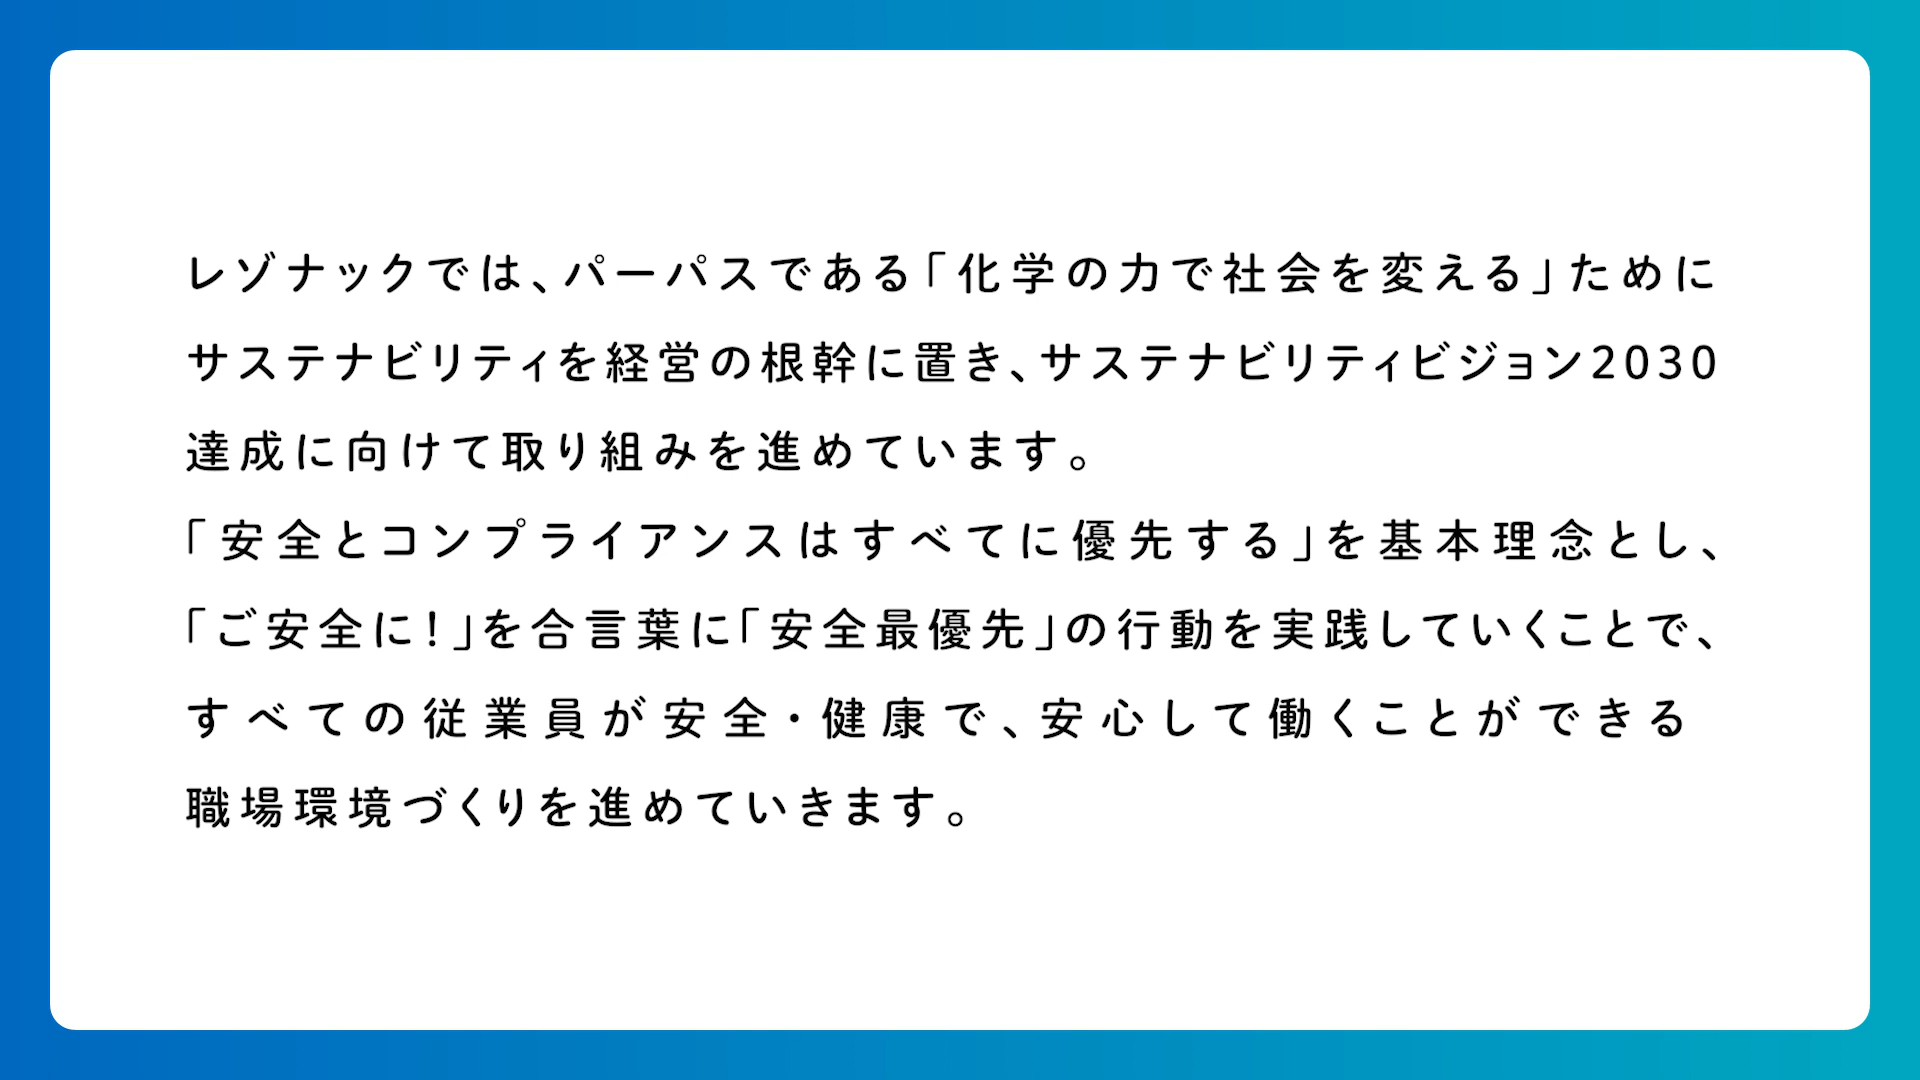 レゾナックでは、パーパスである「化学の力で社会を変える」ために
サステナビリティを経営の根幹に置き、サステナビリティビジョン2030
達成に向けて取り組みを進めています。
「安全とコンプライアンスはすべてに優先する」を基本理念とし、
「ご安全に!」を合言葉に「安全最優先」の行動を実践していくことで、
すべての従業員が安全・健康で、安心して働くことができる
職場環境づくりを進めていきます。